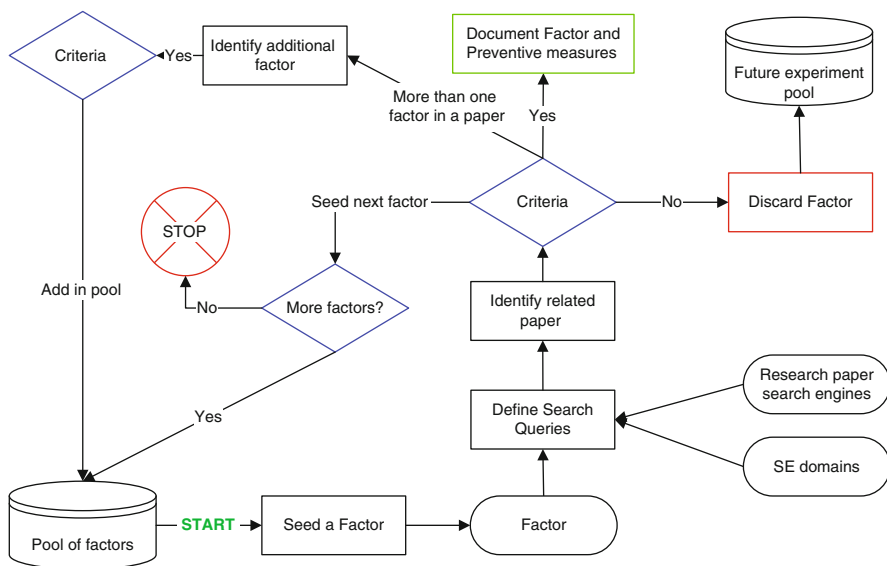 Document Factor and
Preventive measures
Criteria
Yes
Identify additional
factor
Future experiment
pool
More than one
factor in a paper
Yes
Seed next factor
Criteria
No
Discard Factor
STOP
Add in pool
No
More factors?
Identify related
paper
Research paper
search engines
Yes
Define Search
Queries
SE domains
Pool of factors
START
Seed a Factor
Factor